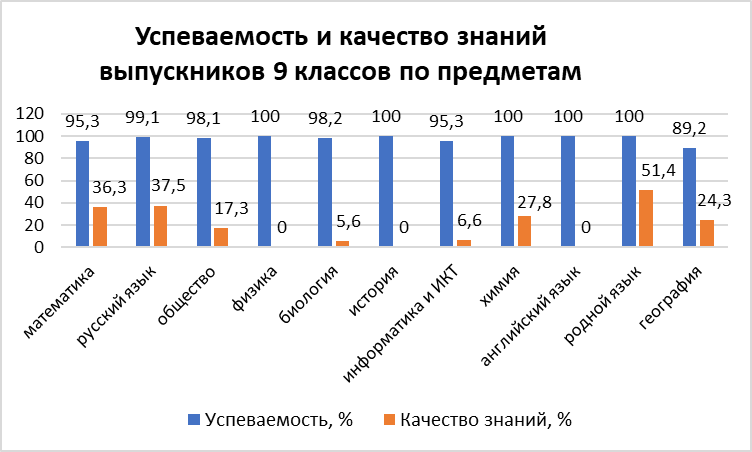 Успеваемость и качество знаний
выпускников 9 классов по предметам
120
100
80
60
40
20
0
95,3
99,1
98,1
100
98,2
100
95,3
100
100
100
89,2
36,3
37,5
17,3
0
5,6
0
6,6
27,8
0
51,4
24,3
математика
русский язык
общество
физика
биология
история
информатика и ИКТ
химия
английский язык
родной язык
география
Успеваемость, %
Качество знаний, %